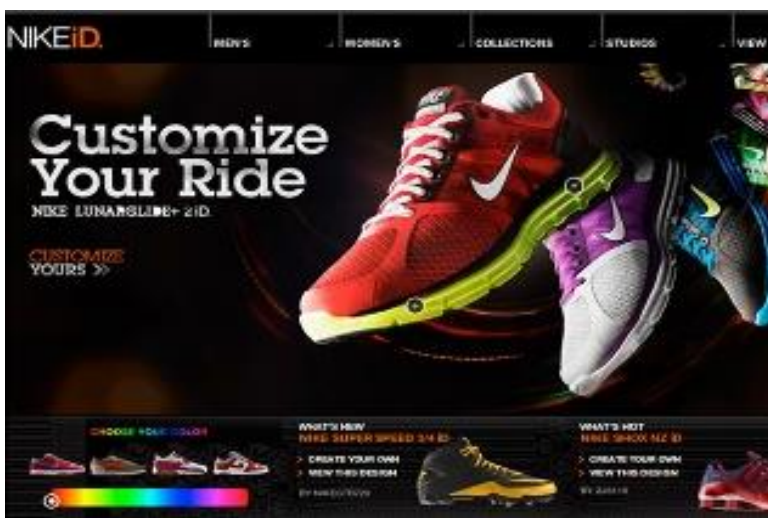 NIKEiD.
MEN'S
WOMEN'S
COLLECTIONS
STUDIOS
VIEW
Customize
Your Ride
NIKE LUNARGLIDE+ 2 iD.
CUSTOMIZE
YOURS >>
CHOOSE YOUR COLOR
WHAT'S NEW
NIKE SUPER SPEED 3/4 iD
> CREATE YOUR OWN
> VIEW THIS DESIGN
WHAT'S HOT
NIKE SHOX NZ iD
> CREATE YOUR OWN
> VIEW THIS DESIGN